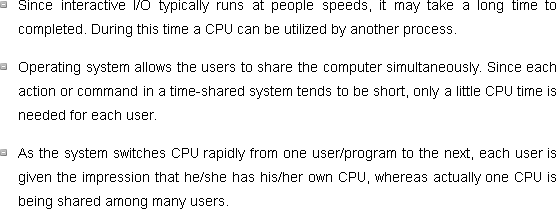 Since interactive I/O typically runs at people speeds, it may take a long time to
completed. During this time a CPU can be utilized by another process.
Operating system allows the users to share the computer simultaneously. Since each
action or command in a time-shared system tends to be short, only a little CPU time is
needed for each user.
As the system switches CPU rapidly from one user/program to the next, each user is
given the impression that he/she has his/her own CPU, whereas actually one CPU is
being shared among many users.